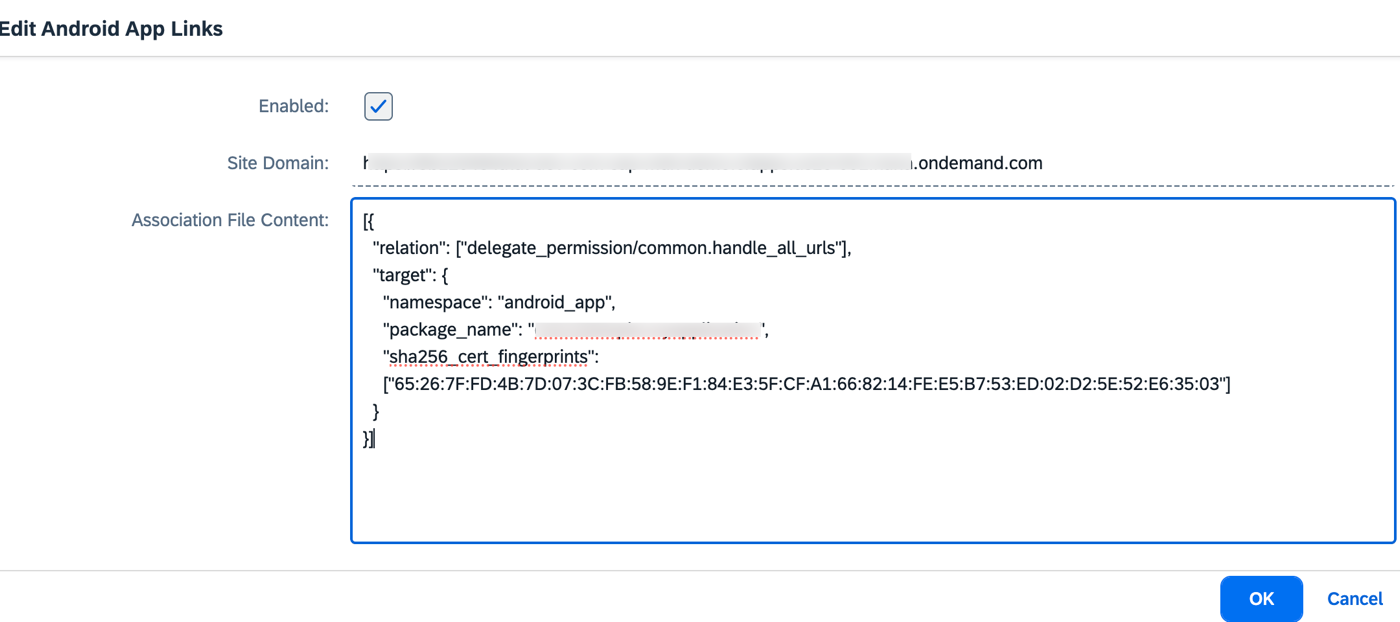 Edit Android App Links
Enabled:
Site Domain: .ondemand.com
Association File Content:
[{
"relation": ["delegate_permission/common.handle_all_urls"],
"target": {
"namespace": "android_app",
"package_name": " ",
"sha256_cert_fingerprints":
["65:26:7F:FD:4B:7D:07:3C:FB:58:9E:F1:84:E3:5F:CF:A1:66:82:14:FE:E5:B7:53:ED:02:D2:5E:52:E6:35:03"]
}
}]
OK Cancel